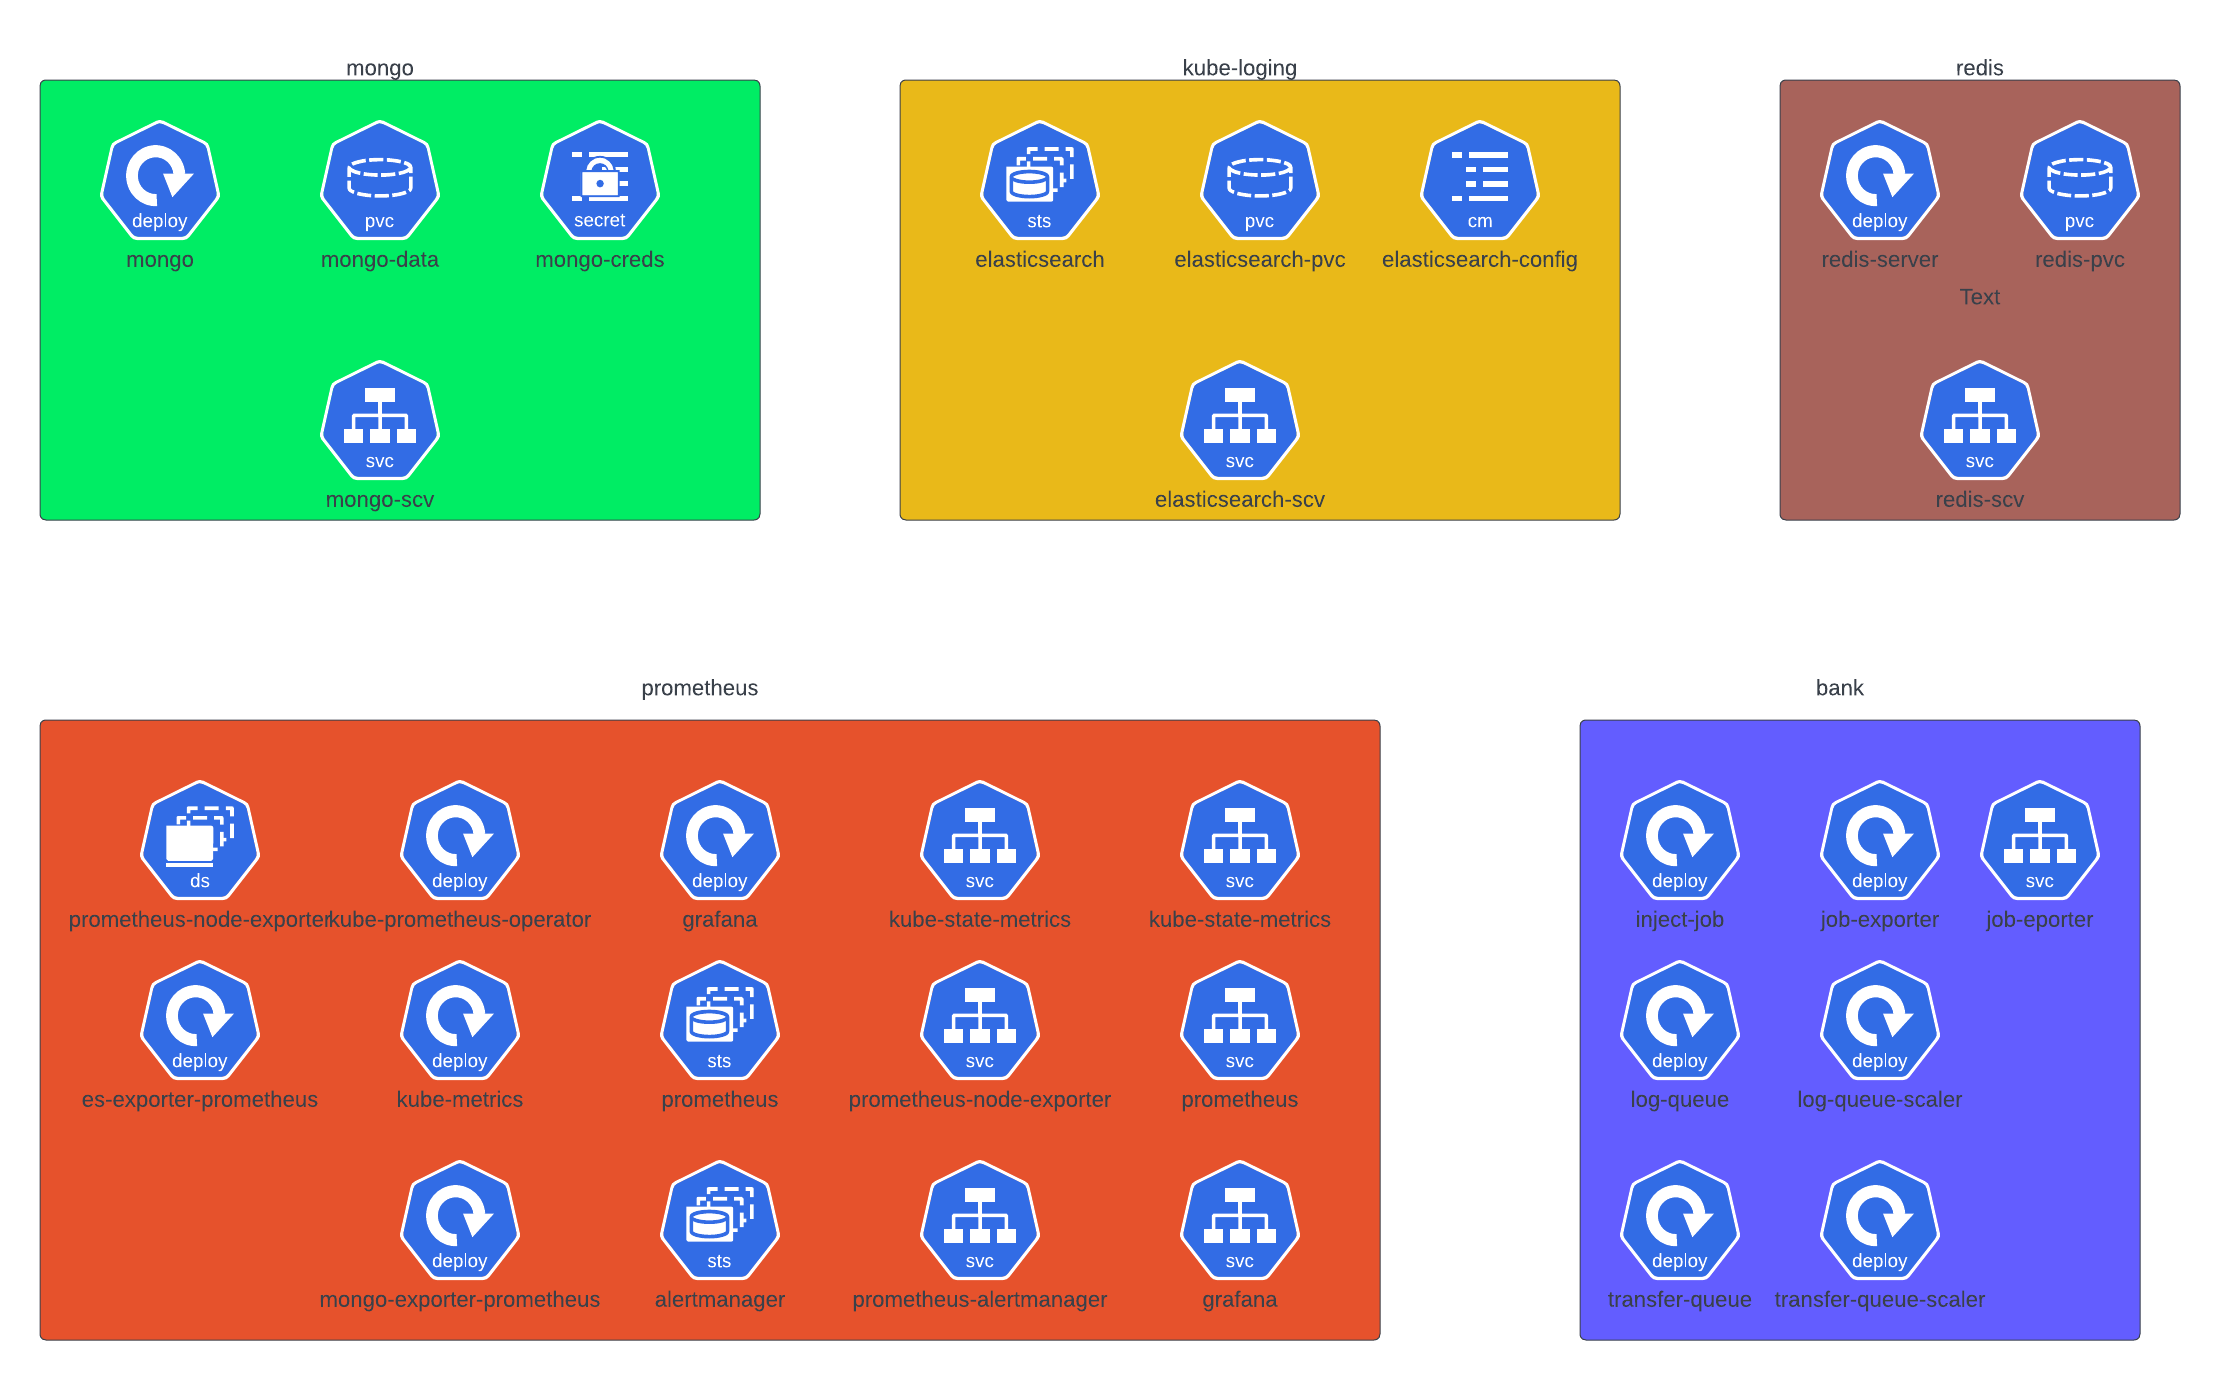 mongo
deploy
mongo
pvc
mongo-data
secret
mongo-creds
svc
mongo-scv
kube-loging
sts
elasticsearch
pvc
elasticsearch-pvc
cm
elasticsearch-config
svc
elasticsearch-scv
redis
deploy
redis-server
pvc
redis-pvc
Text
svc
redis-scv
prometheus
ds
prometheus-node-exporter
deploy
kube-prometheus-operator
deploy
grafana
svc
kube-state-metrics
svc
kube-state-metrics
deploy
es-exporter-prometheus
deploy
kube-metrics
sts
prometheus
svc
prometheus-node-exporter
svc
prometheus
deploy
mongo-exporter-prometheus
sts
alertmanager
svc
prometheus-alertmanager
svc
grafana
bank
deploy
inject-job
deploy
job-exporter
svc
job-eporter
deploy
log-queue
deploy
log-queue-scaler
deploy
transfer-queue
deploy
transfer-queue-scaler